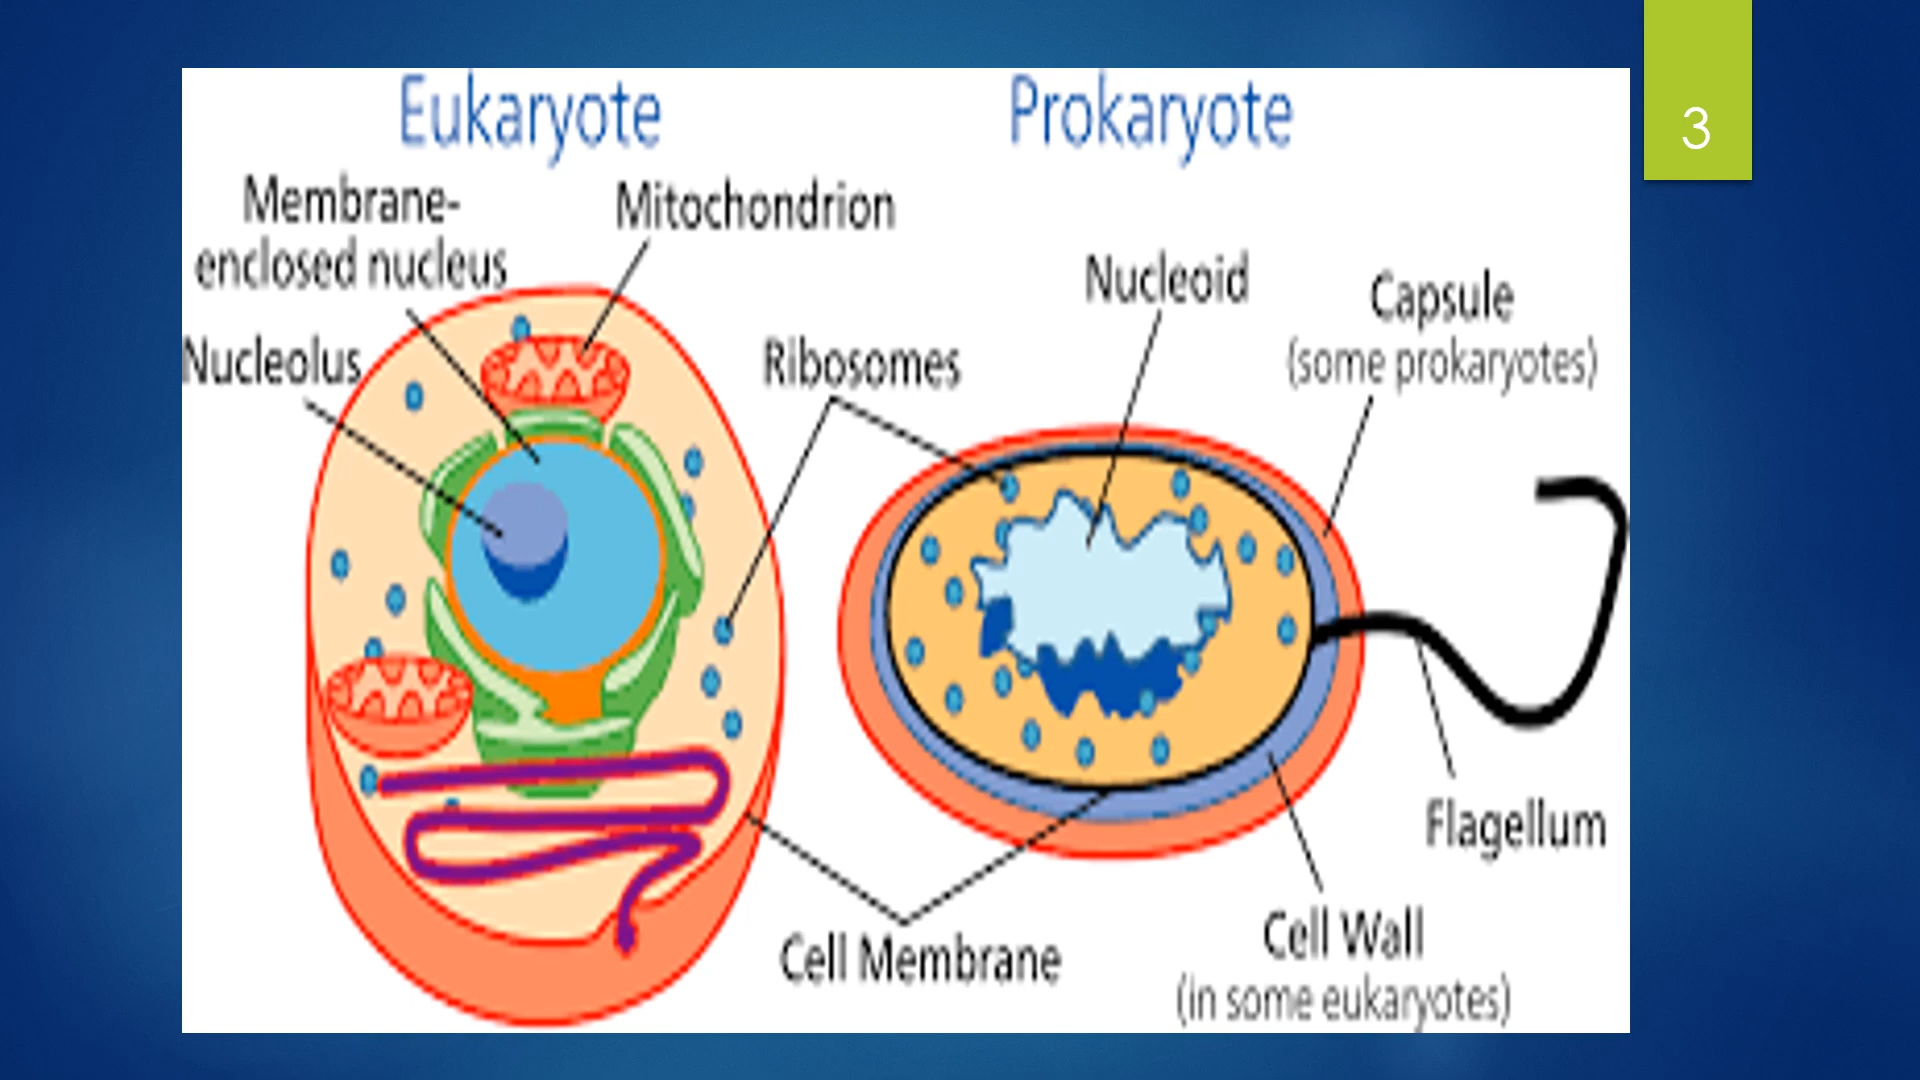 3
Eukaryote
Prokaryote
Membrane-
enclosed nucleus
Mitochondrion
Nucleolus
Ribosomes
Nucleoid
Capsule
(some prokaryotes)
Flagellum
Cell Membrane
Cell Wall
(in some eukaryotes)